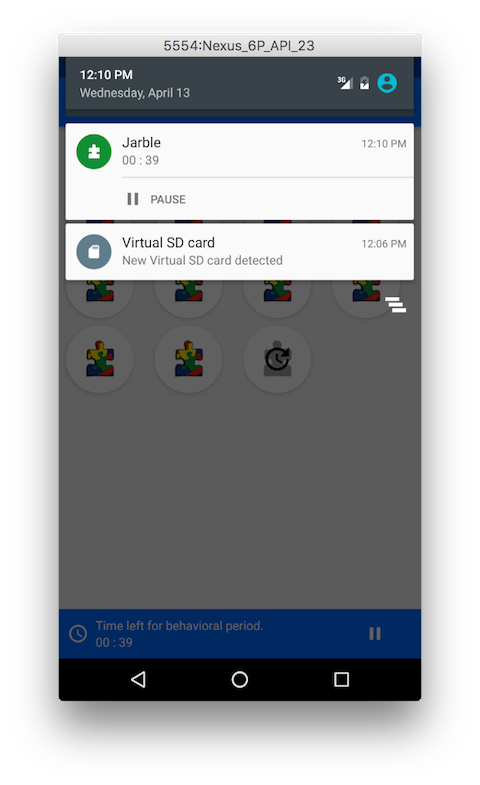 5554:Nexus_6P_API_23
12:10 PM
Wednesday, April 13
3G
Jarble
12:10 PM
00 : 39
PAUSE
Virtual SD card
12:06 PM
New Virtual SD card detected
Time left for behavioral period.
00 : 39